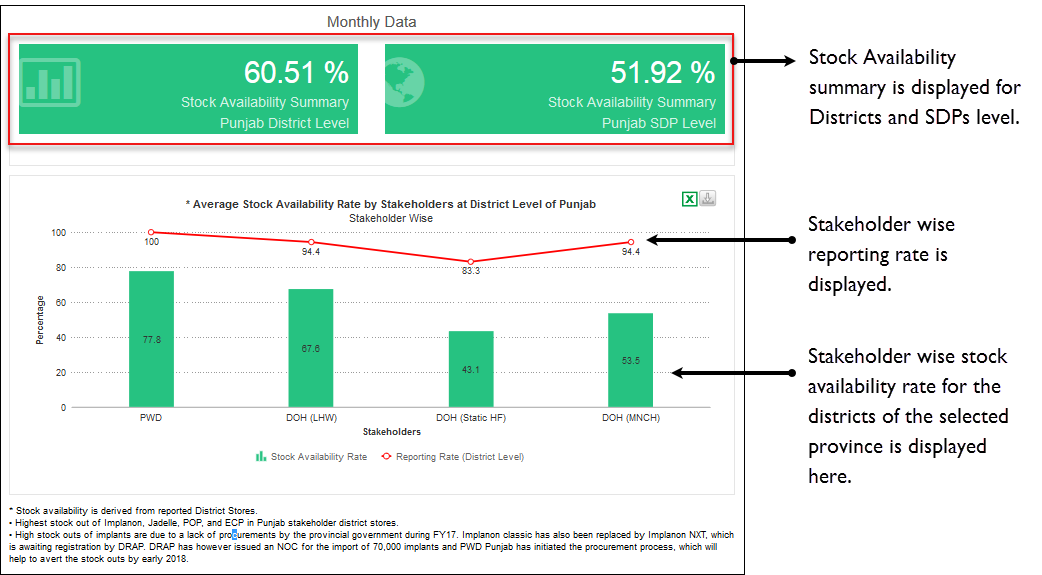 Monthly Data
60.51 %
Stock Availability Summary
Punjab District Level
51.92 %
Stock Availability Summary
Punjab SDP Level
Stock Availability
summary is displayed for
Districts and SDPs level.
* Average Stock Availability Rate by Stakeholders at District Level of Punjab
Stakeholder Wise
Percentage
100
80
60
40
20
0
100
94.4
83.3
94.4
77.8
67.6
43.1
53.5
PWD
DOH (LHW)
DOH (Static HF)
DOH (MNCH)
Stakeholders
Stock Availability Rate
Reporting Rate (District Level)
Stakeholder wise
reporting rate is
displayed.
Stakeholder wise stock
availability rate for the
districts of the selected
province is displayed
here.
* Stock availability is derived from reported District Stores.
• Highest stock out of Implanon, Jadelle, POP, and ECP in Punjab stakeholder district stores.
• High stock outs of implants are due to a lack of procurements by the provincial government during FY17. Implanon classic has also been replaced by Implanon NXT, which
is awaiting registration by DRAP. DRAP has however issued an NOC for the import of 70,000 implants and PWD Punjab has initiated the procurement process, which will
help to avert the stock outs by early 2018.